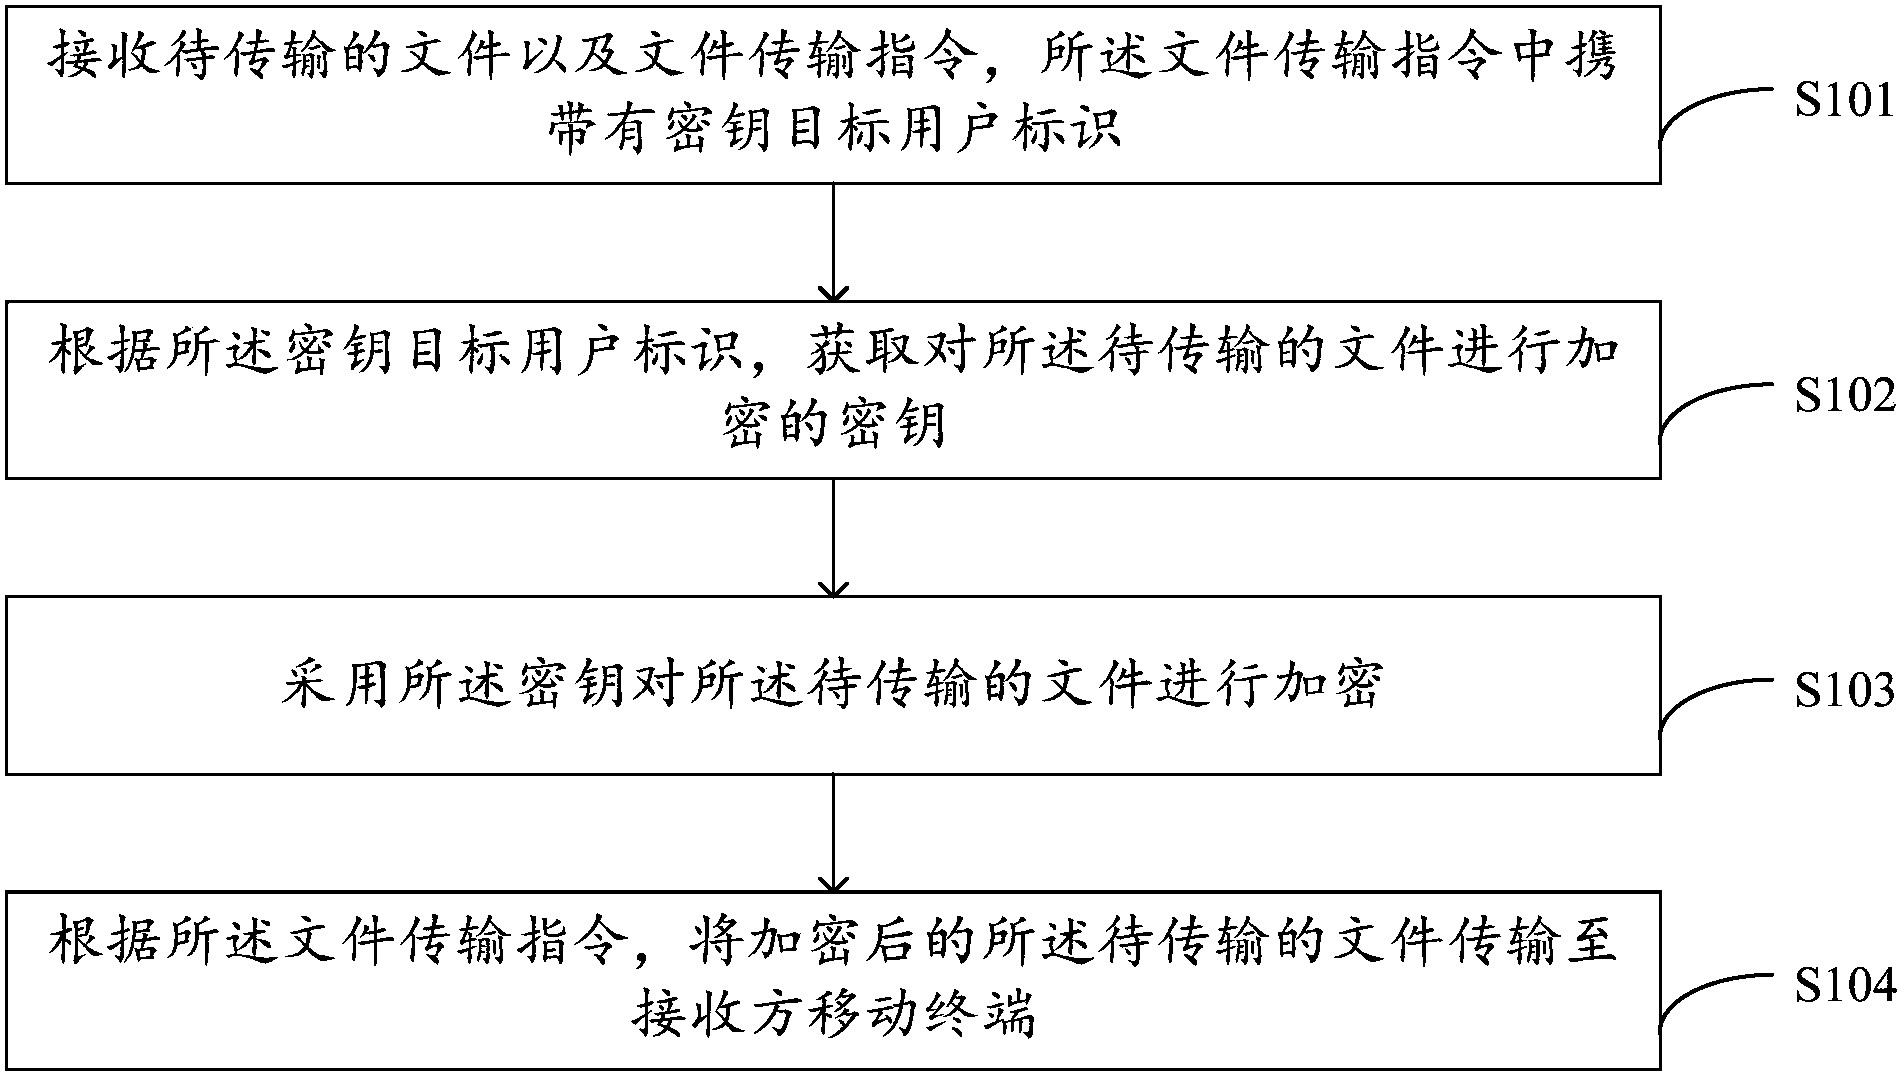 接收待传输的文件以及文件传输指令，所述文件传输指令中携
带有密钥目标用户标识
S101
根据所述密钥目标用户标识，获取对所述待传输的文件进行加
密的密钥
S102
采用所述密钥对所述待传输的文件进行加密
S103
根据所述文件传输指令，将加密后的所述待传输的文件传输至
接收方移动终端
S104